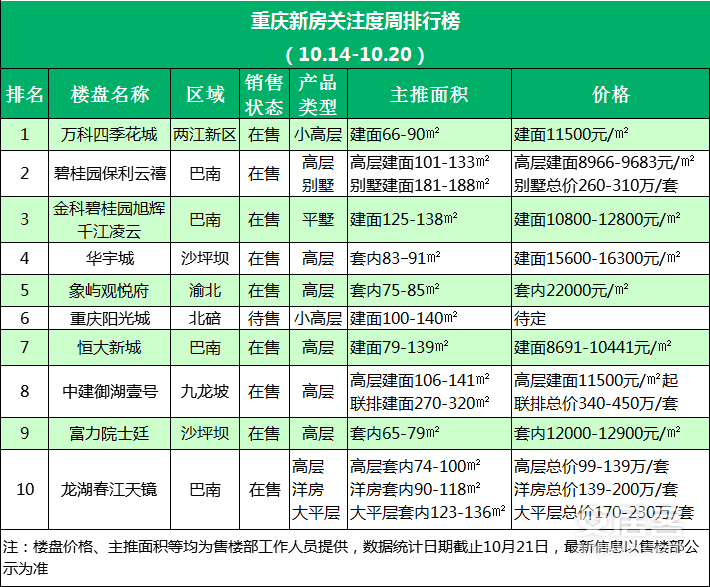 重庆新房关注度周排行榜
（10.14-10.20）
排名 楼盘名称 区域 销售状态 产品类型 主推面积 价格
1 万科四季花城 两江新区 在售 小高层 建面66-90㎡ 建面11500元/㎡
2 碧桂园保利云禧 巴南 在售 高层 高层建面101-133㎡ 高层建面8966-9683元/㎡
别墅 别墅建面181-188㎡ 别墅总价260-310万/套
3 金科碧桂园旭辉千江凌云 巴南 在售 平墅 建面125-138㎡ 建面10800-12800元/㎡
4 华宇城 沙坪坝 在售 高层 套内83-91㎡ 建面15600-16300元/㎡
5 象屿观悦府 渝北 在售 高层 套内75-85㎡ 套内22000元/㎡
6 重庆阳光城 北碚 待售 小高层 建面100-140㎡ 待定
7 恒大新城 巴南 在售 高层 建面79-139㎡ 建面8691-10441元/㎡
8 中建御湖壹号 九龙坡 在售 高层 高层建面106-141㎡ 高层建面11500元/㎡起
联排建面270-320㎡ 联排总价340-450万/套
9 富力院士廷 沙坪坝 在售 高层 套内65-79㎡ 套内12000-12900元/㎡
10 龙湖春江天镜 巴南 在售 高层 高层套内74-100㎡ 高层总价99-139万/套
洋房 洋房套内90-118㎡ 洋房总价139-200万/套
大平层 大平层套内123-136㎡ 大平层总价170-230万/套
注：楼盘价格、主推面积等均为售楼部工作人员提供，数据统计日期截止10月21日，最新信息以售楼部公
示为准
安居客